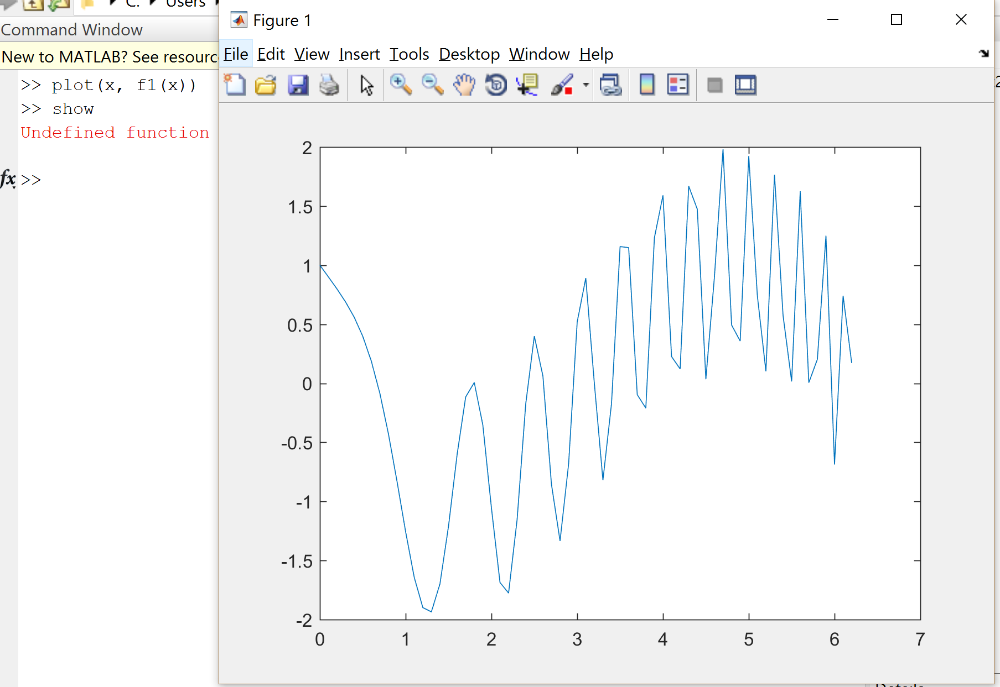 C: Users
Command Window
New to MATLAB? See resourc
>> plot(x, f1(x))
>> show
Undefined function
fx >>
Figure 1
File Edit View Insert Tools Desktop Window Help
2
1.5
1
0.5
0
-0.5
-1
-1.5
-2
0 1 2 3 4 5 6 7